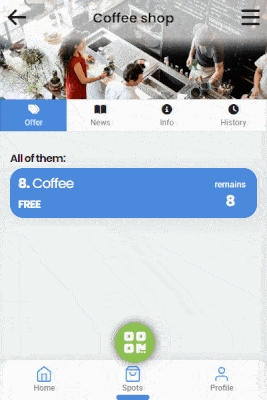 Coffee shop
Offer
News
Info
History
All of them:
8. Coffee
remains
FREE
8
Home
Spots
Profile